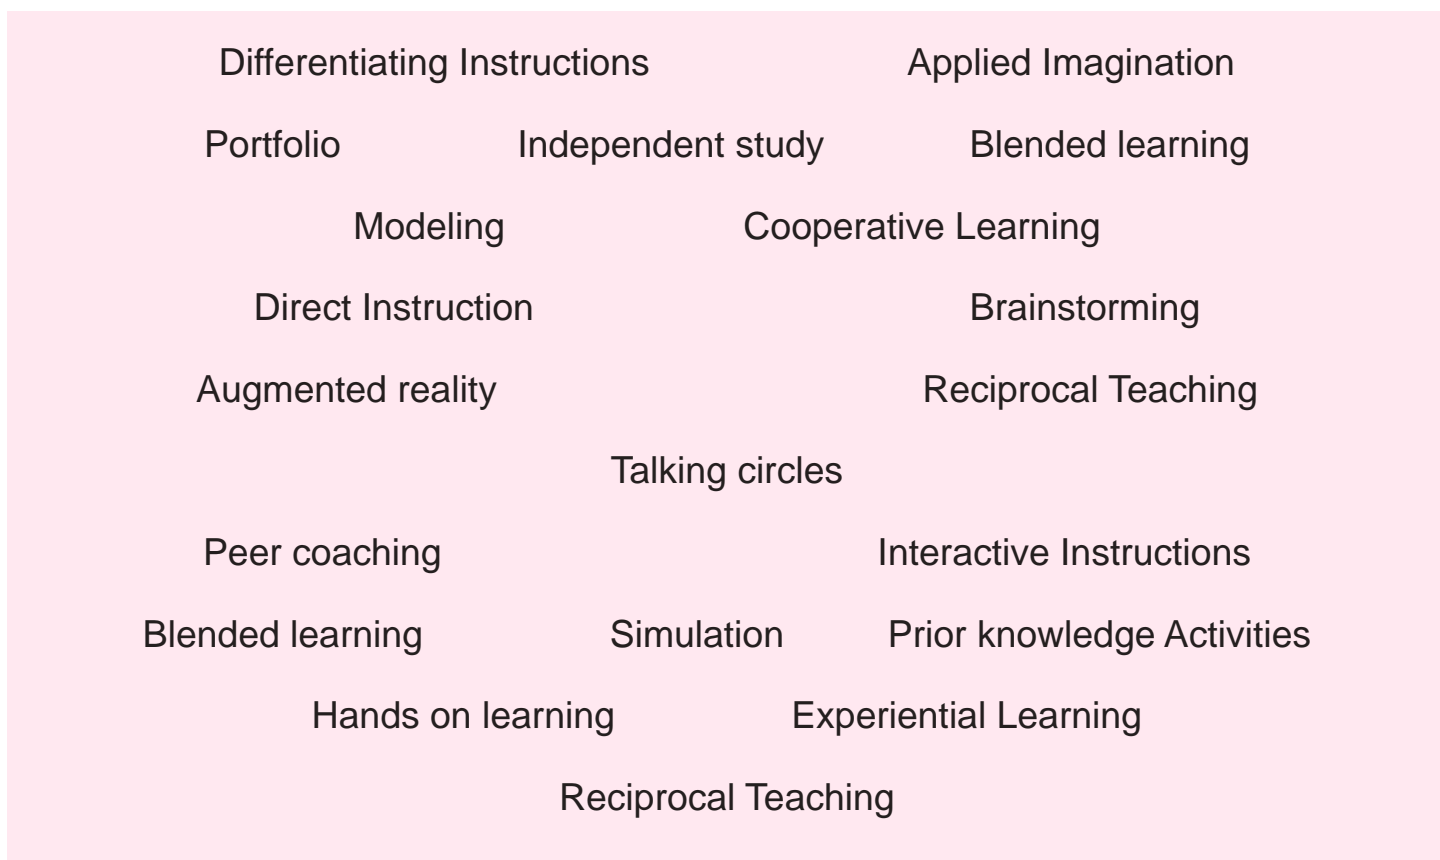 Differentiating Instructions Applied Imagination
Portfolio Independent study Blended learning
Modeling Cooperative Learning
Direct Instruction Brainstorming
Augmented reality Reciprocal Teaching
Talking circles
Peer coaching Interactive Instructions
Blended learning Simulation Prior knowledge Activities
Hands on learning Experiential Learning
Reciprocal Teaching